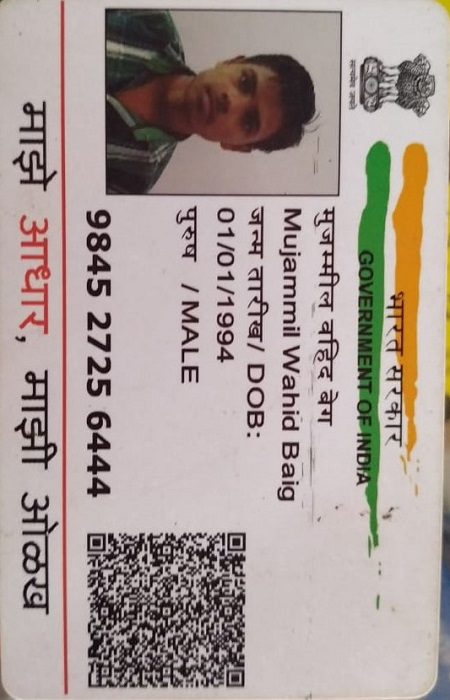 सत्यमेव जयते
भारत सरकार
GOVERNMENT OF INDIA
मुजम्मील वहिद बेग
Mujammil Wahid Baig
जन्म तारीख/ DOB:
01/01/1994
पुरुष / MALE
9845 2725 6444
माझे आधार, माझी ओळख